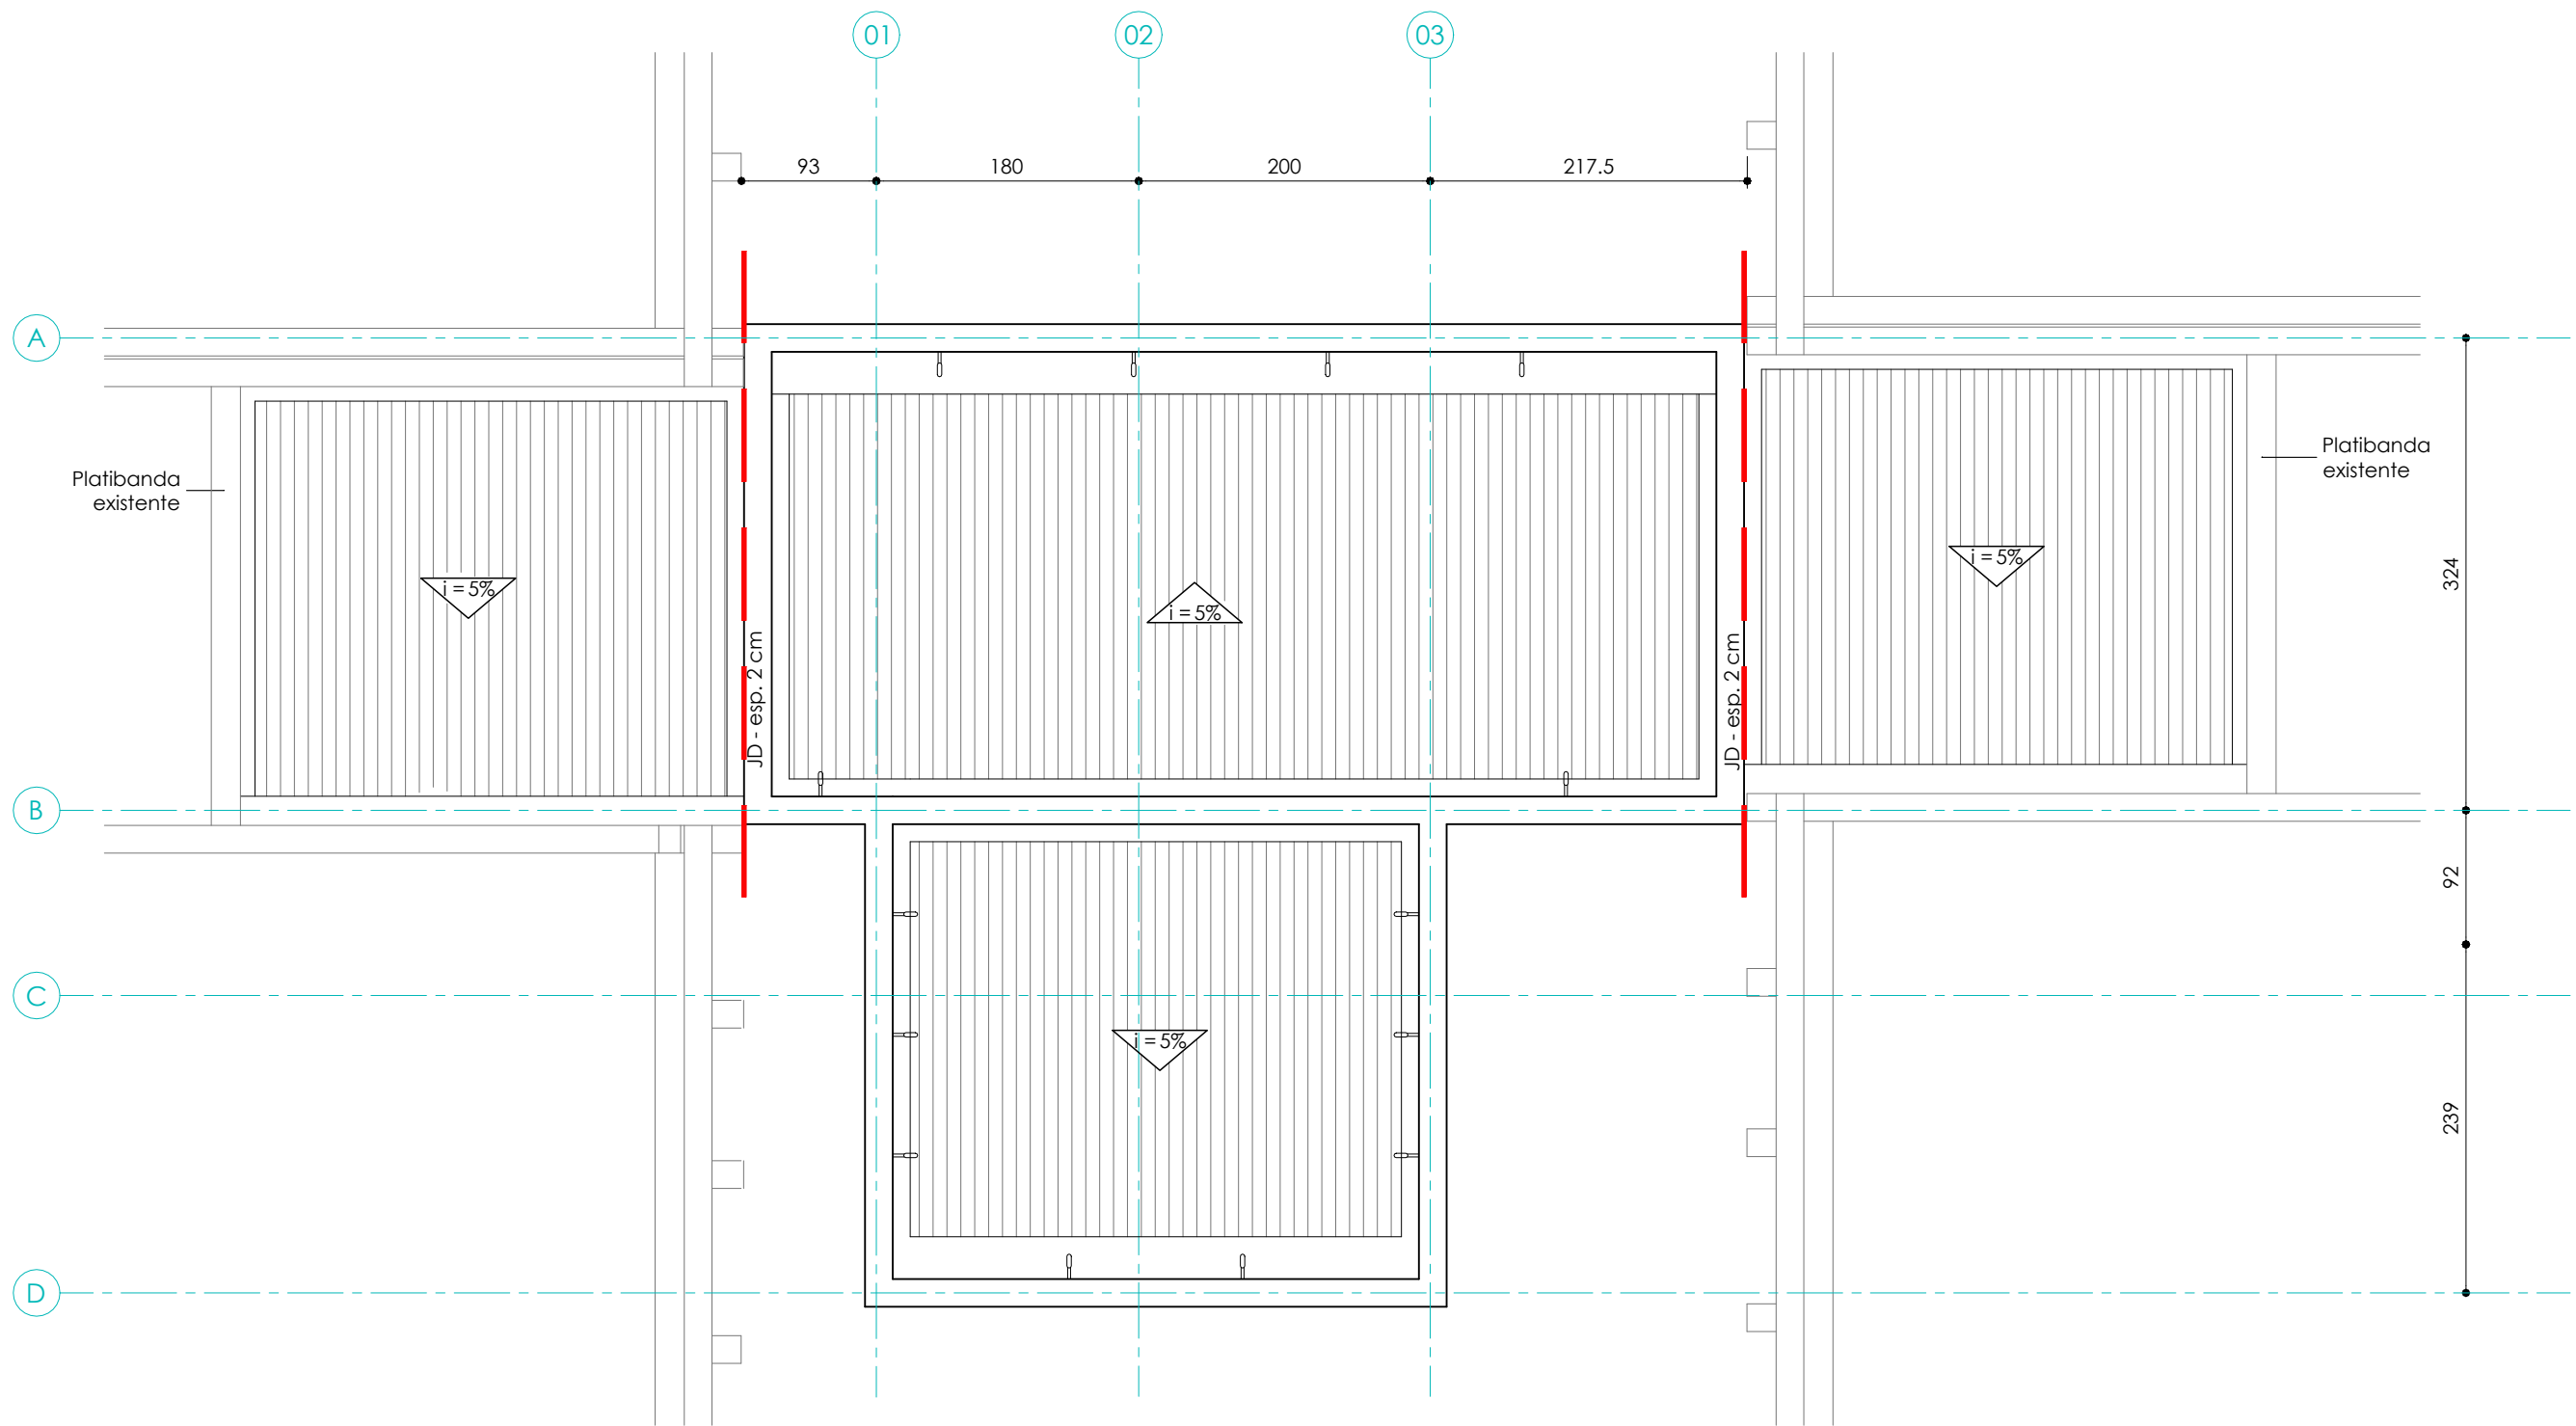 01
02
03
93
180
200
217.5
A
Platibanda
existente
Platibanda
existente
i = 5%
i = 5%
i = 5%
324
JD - esp. 2 cm
JD - esp. 2 cm
B
92
C
i = 5%
239
D